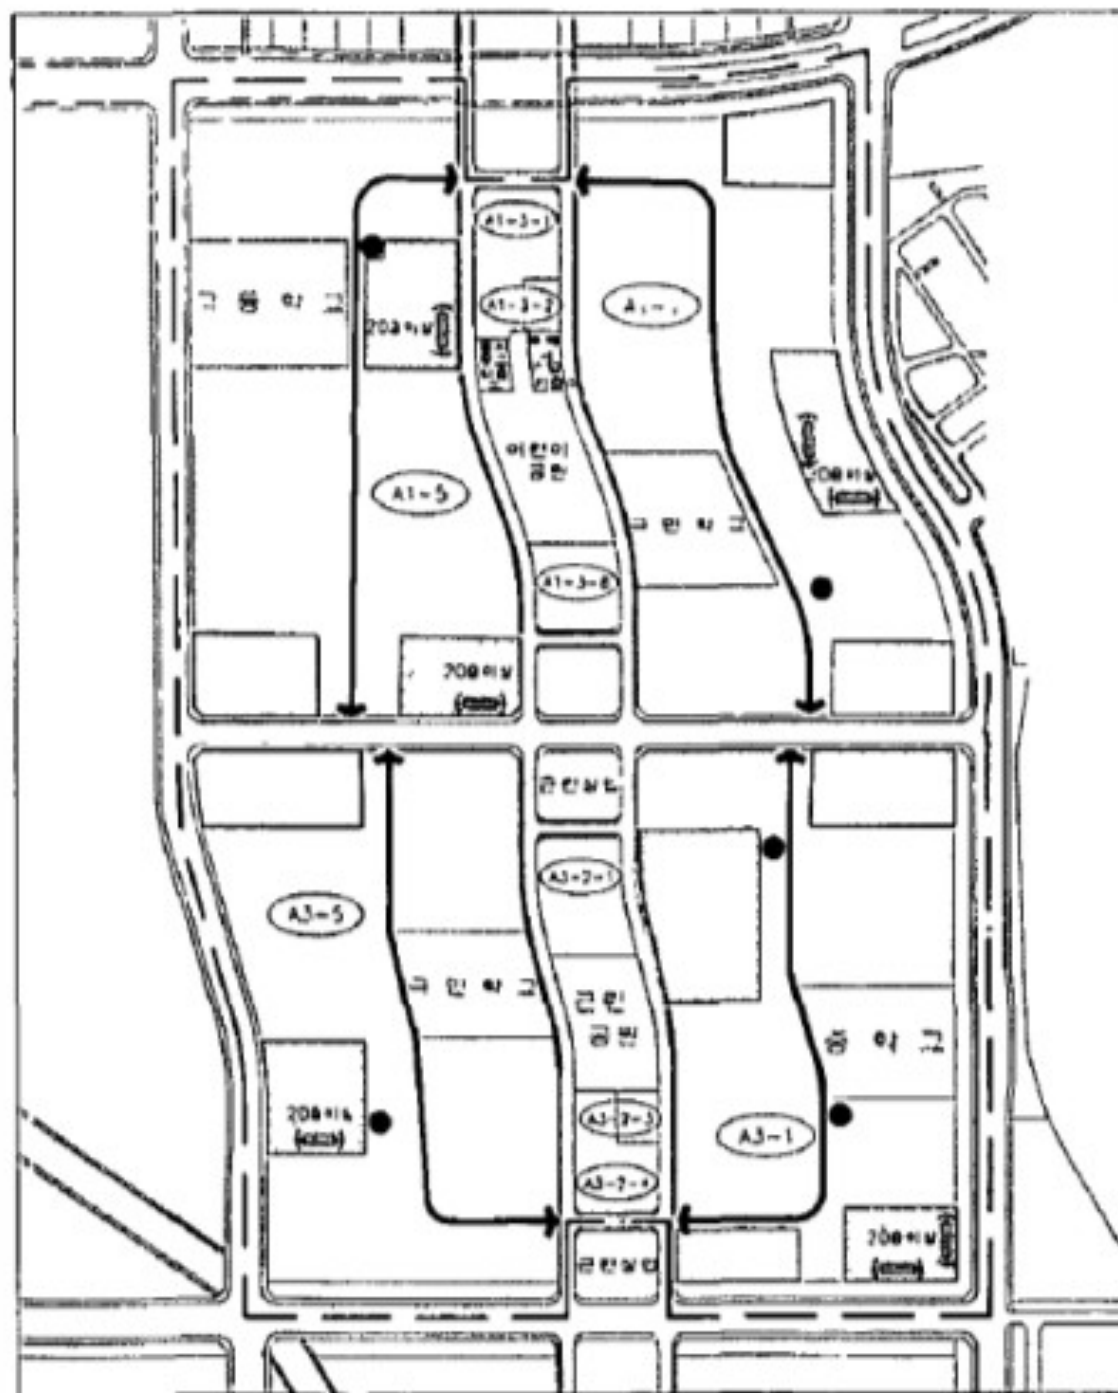 A1-3-1
A1-3-2
고 등 학 교
20층이상
어린이
공원
A1-5
20층이상
국 민 학 교
A1-3-8
20층이상
근린상업
A3-2-1
A3-5
국 민 학 교
근린
공원
중 학 교
20층이상
A3-2-3
A3-1
A3-2-4
20층이상
근린상업